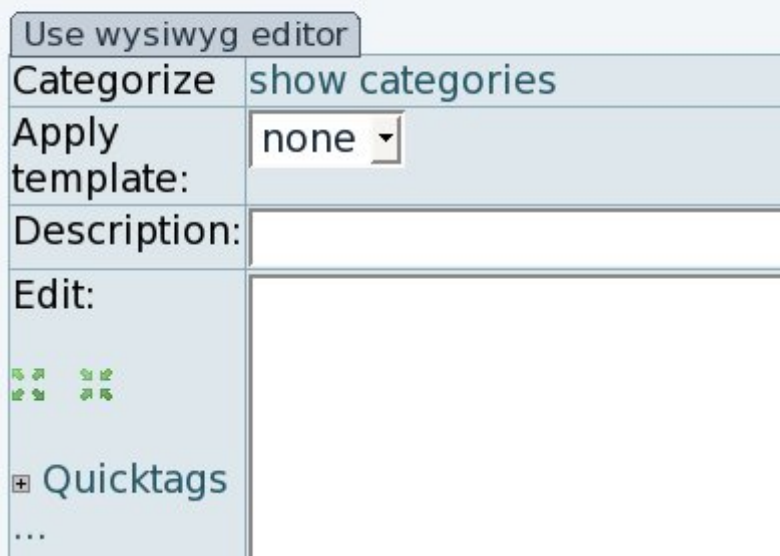 Use wysiwyg editor
Categorize show categories
Apply
template:
none
Description:
Edit:
Quicktags
...